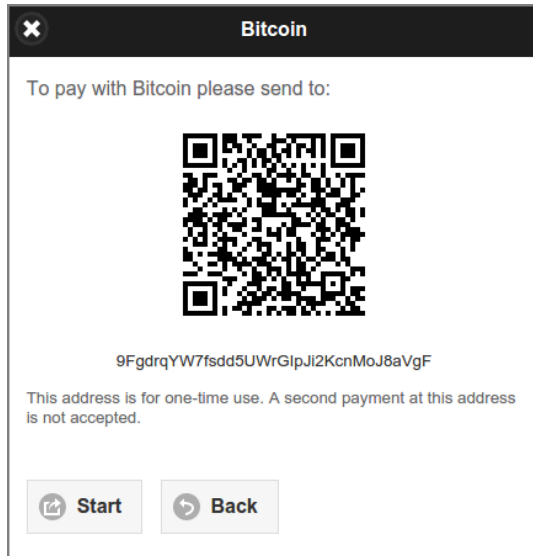 Bitcoin
To pay with Bitcoin please send to:
9FgdrqYW7fsdd5UWrGIpJi2KcnMoJ8aVgF
This address is for one-time use. A second payment at this address
is not accepted.
Start
Back